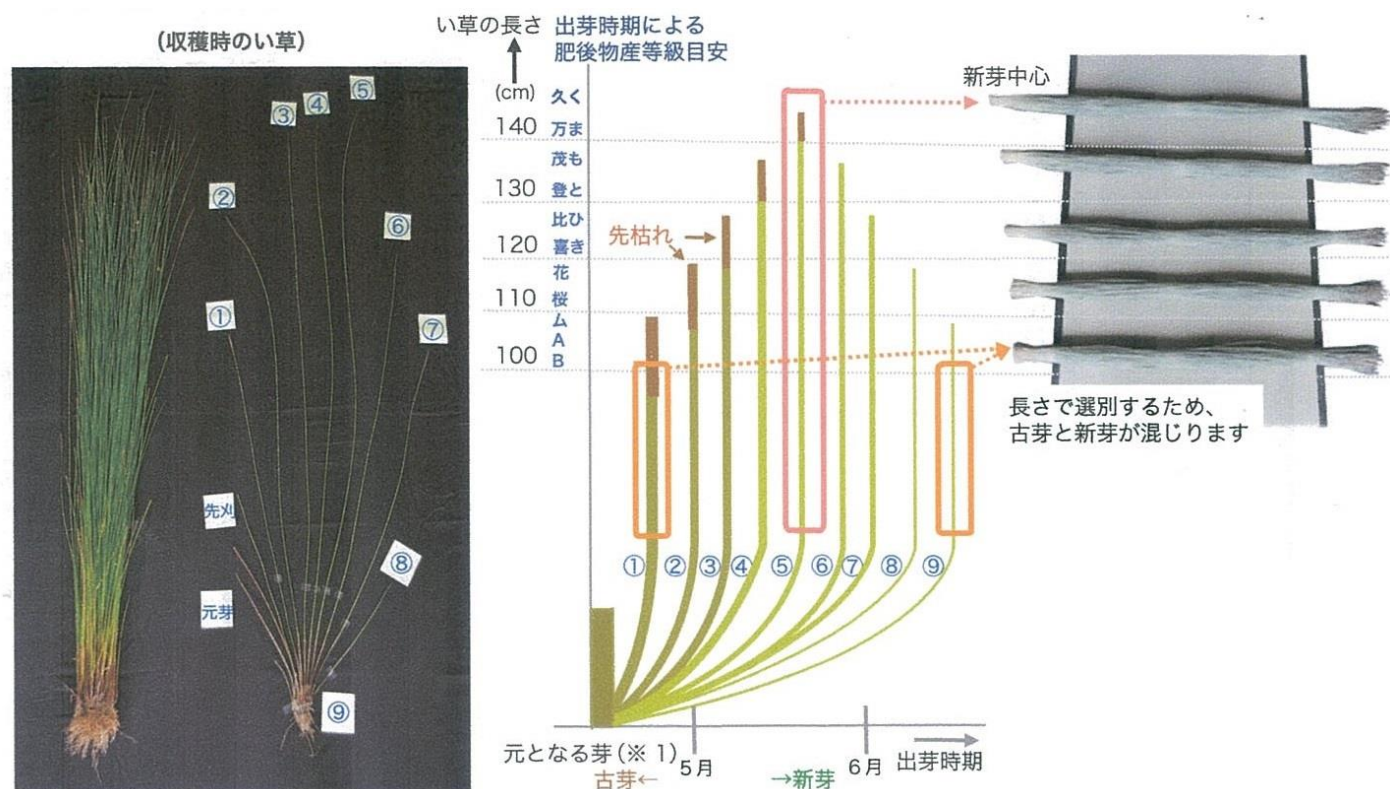 (収穫時のい草)
①
②
③
④
⑤
⑥
⑦
⑧
⑨
先刈
元芽
い草の長さ
出芽時期による
肥後物産等級目安
(cm)
久く
140 万ま
茂も
130 登と
比ひ
120 喜き
花
110 桜
ム
A
100 B
先枯れ
① ② ③ ④ ⑤ ⑥ ⑦ ⑧ ⑨
元となる芽(※1)
5月
6月
出芽時期
古芽←
→新芽
新芽中心
長さで選別するため、
古芽と新芽が混じります